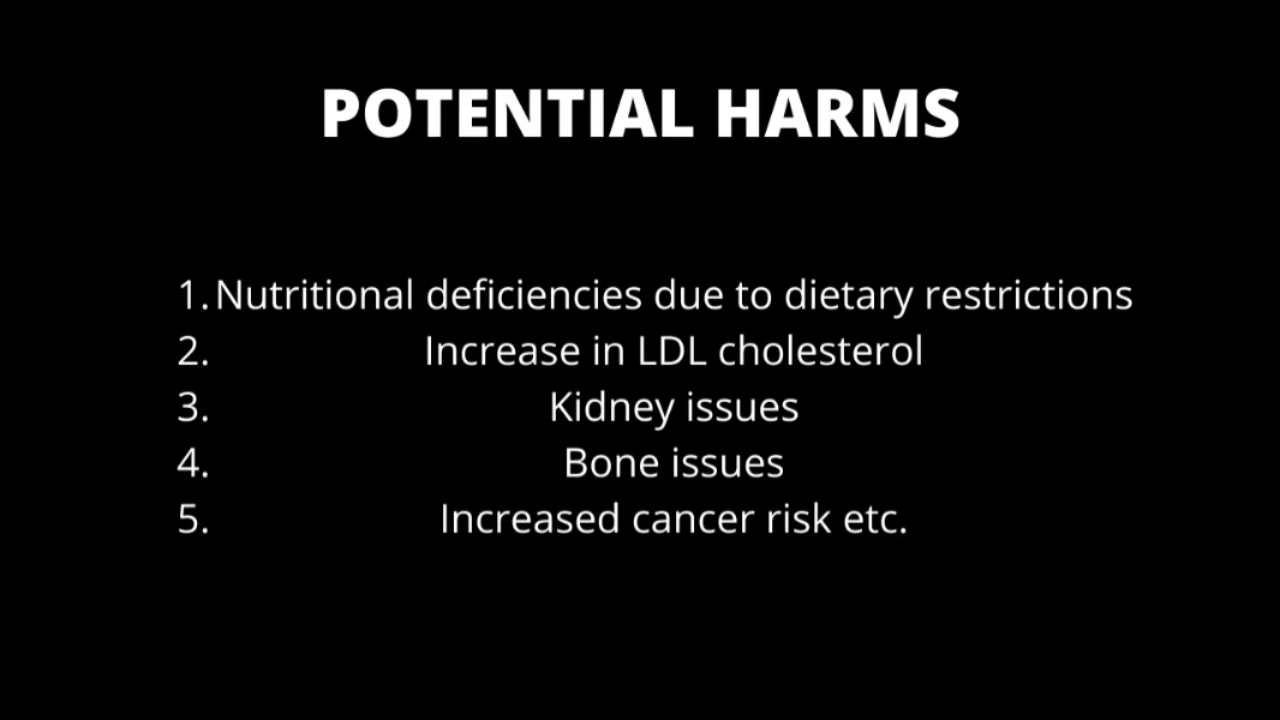 POTENTIAL HARMS
1. Nutritional deficiencies due to dietary restrictions
2. Increase in LDL cholesterol
3. Kidney issues
4. Bone issues
5. Increased cancer risk etc.